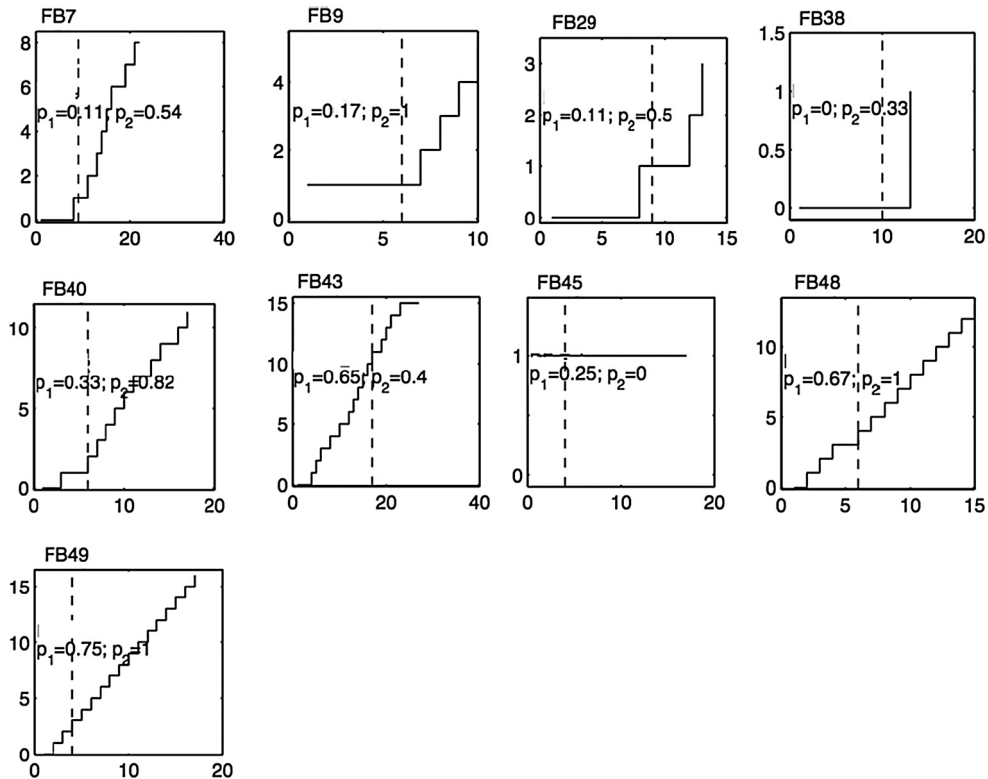 FB7
8
6
4
2
0
p1=0.11; p2=0.54
0 20 40
FB9
4
2
0
p1=0.17; p2=1
0 5 10
FB29
3
2
1
0
p1=0.11; p2=0.5
0 5 10 15
FB38
1.5
1
0.5
0
p1=0; p2=0.33
0 10 20
FB40
10
5
0
p1=0.33; p2=0.82
0 10 20
FB43
15
10
5
0
p1=0.65; p2=0.4
0 20 40
FB45
1
0
p1=0.25; p2=0
0 10 20
FB48
10
5
0
p1=0.67; p2=1
0 5 10 15
FB49
15
10
5
0
p1=0.75; p2=1
0 10 20